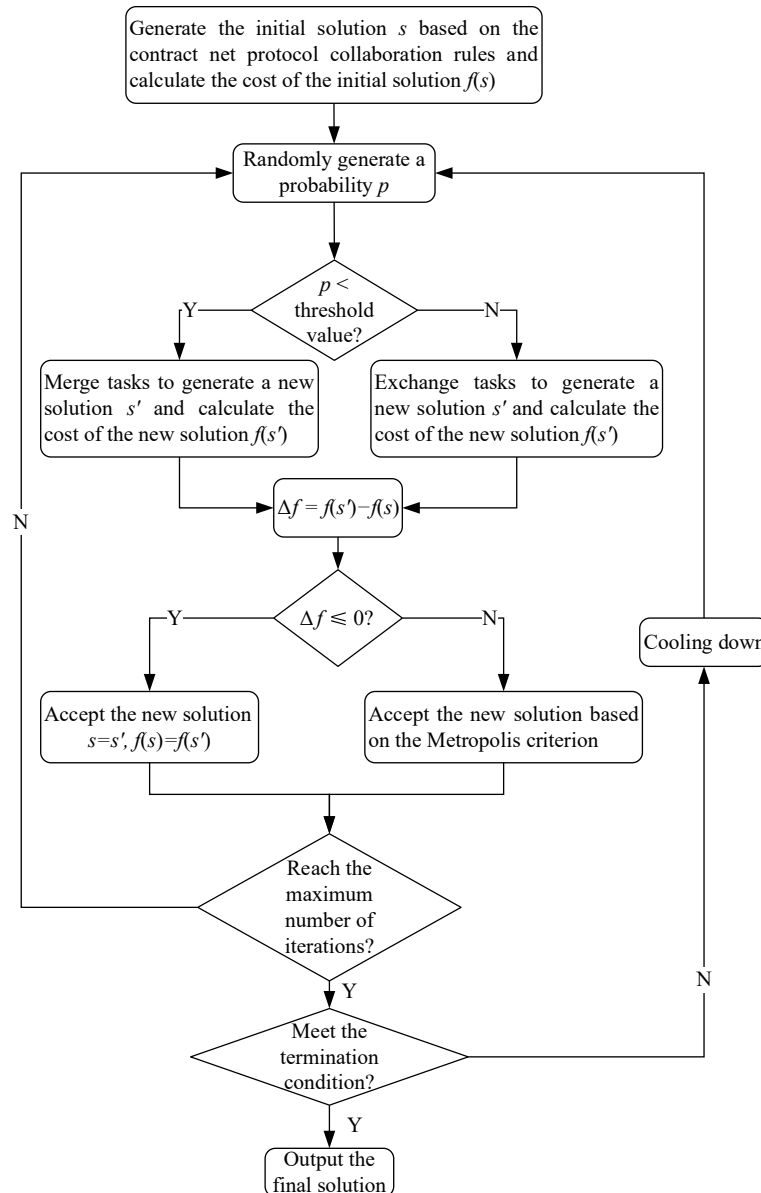 Generate the initial solution s based on the
contract net protocol collaboration rules and
calculate the cost of the initial solution f(s)
Randomly generate a
probability p
p <
threshold
value?
Y
N
Merge tasks to generate a new
solution s′ and calculate the
cost of the new solution f(s′)
Exchange tasks to generate a
new solution s′ and calculate the
cost of the new solution f(s′)
Δf = f(s′)−f(s)
N
Δf ⩽ 0?
Y
N
Cooling down
Accept the new solution
s=s′, f(s)=f(s′)
Accept the new solution based
on the Metropolis criterion
Reach the
maximum
number of
iterations?
N
Y
Meet the
termination
condition?
Y
Output the
final solution